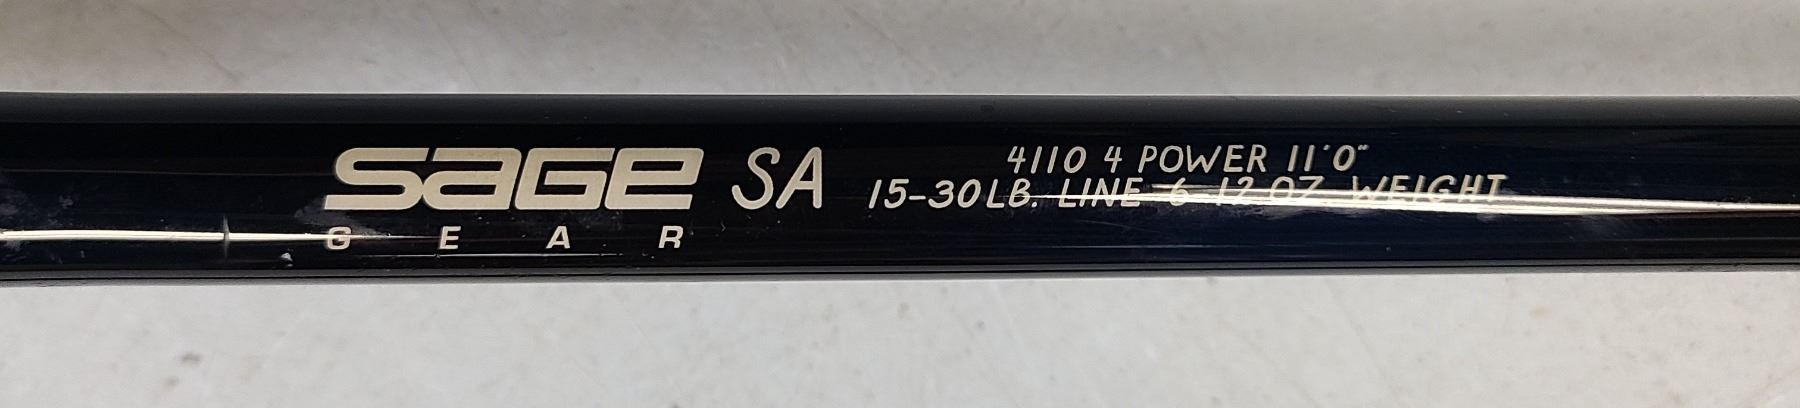 SAGE SA
GEAR
4110 4 POWER 11'0"
15-30LB. LINE 6-12 OZ. WEIGHT